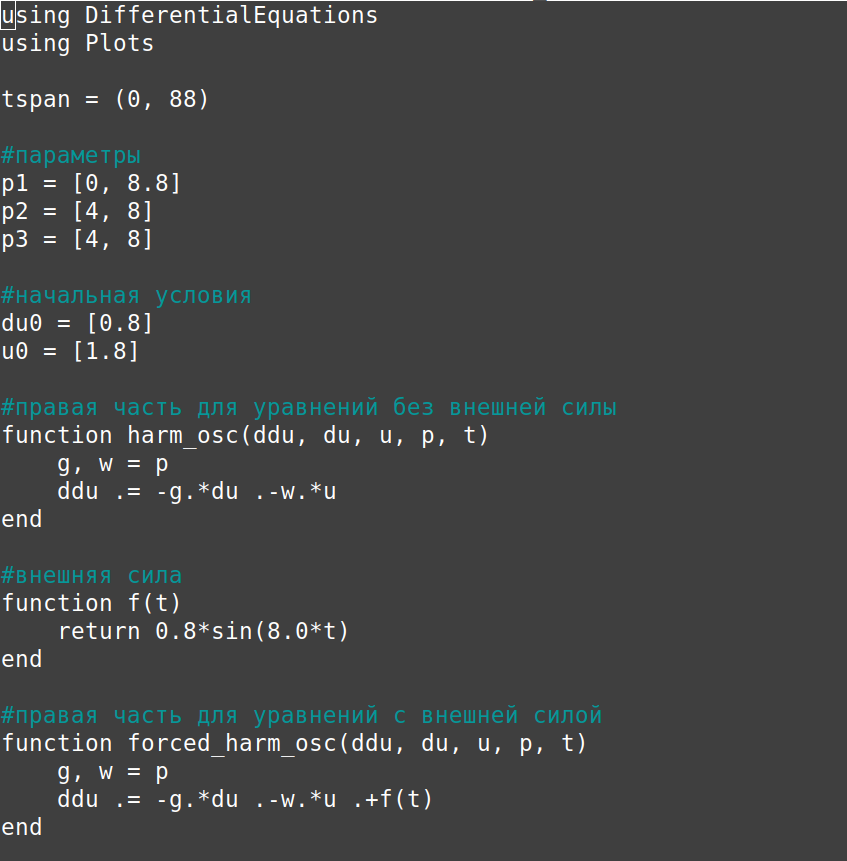 using DifferentialEquations
using Plots

tspan = (0, 88)

#параметры
p1 = [0, 8.8]
p2 = [4, 8]
p3 = [4, 8]

#начальная условия
du0 = [0.8]
u0 = [1.8]

#правая часть для уравнений без внешней силы
function harm_osc(ddu, du, u, p, t)
    g, w = p
    ddu .= -g.*du .-w.*u
end

#внешняя сила
function f(t)
    return 0.8*sin(8.0*t)
end

#правая часть для уравнений с внешней силой
function forced_harm_osc(ddu, du, u, p, t)
    g, w = p
    ddu .= -g.*du .-w.*u .+f(t)
end